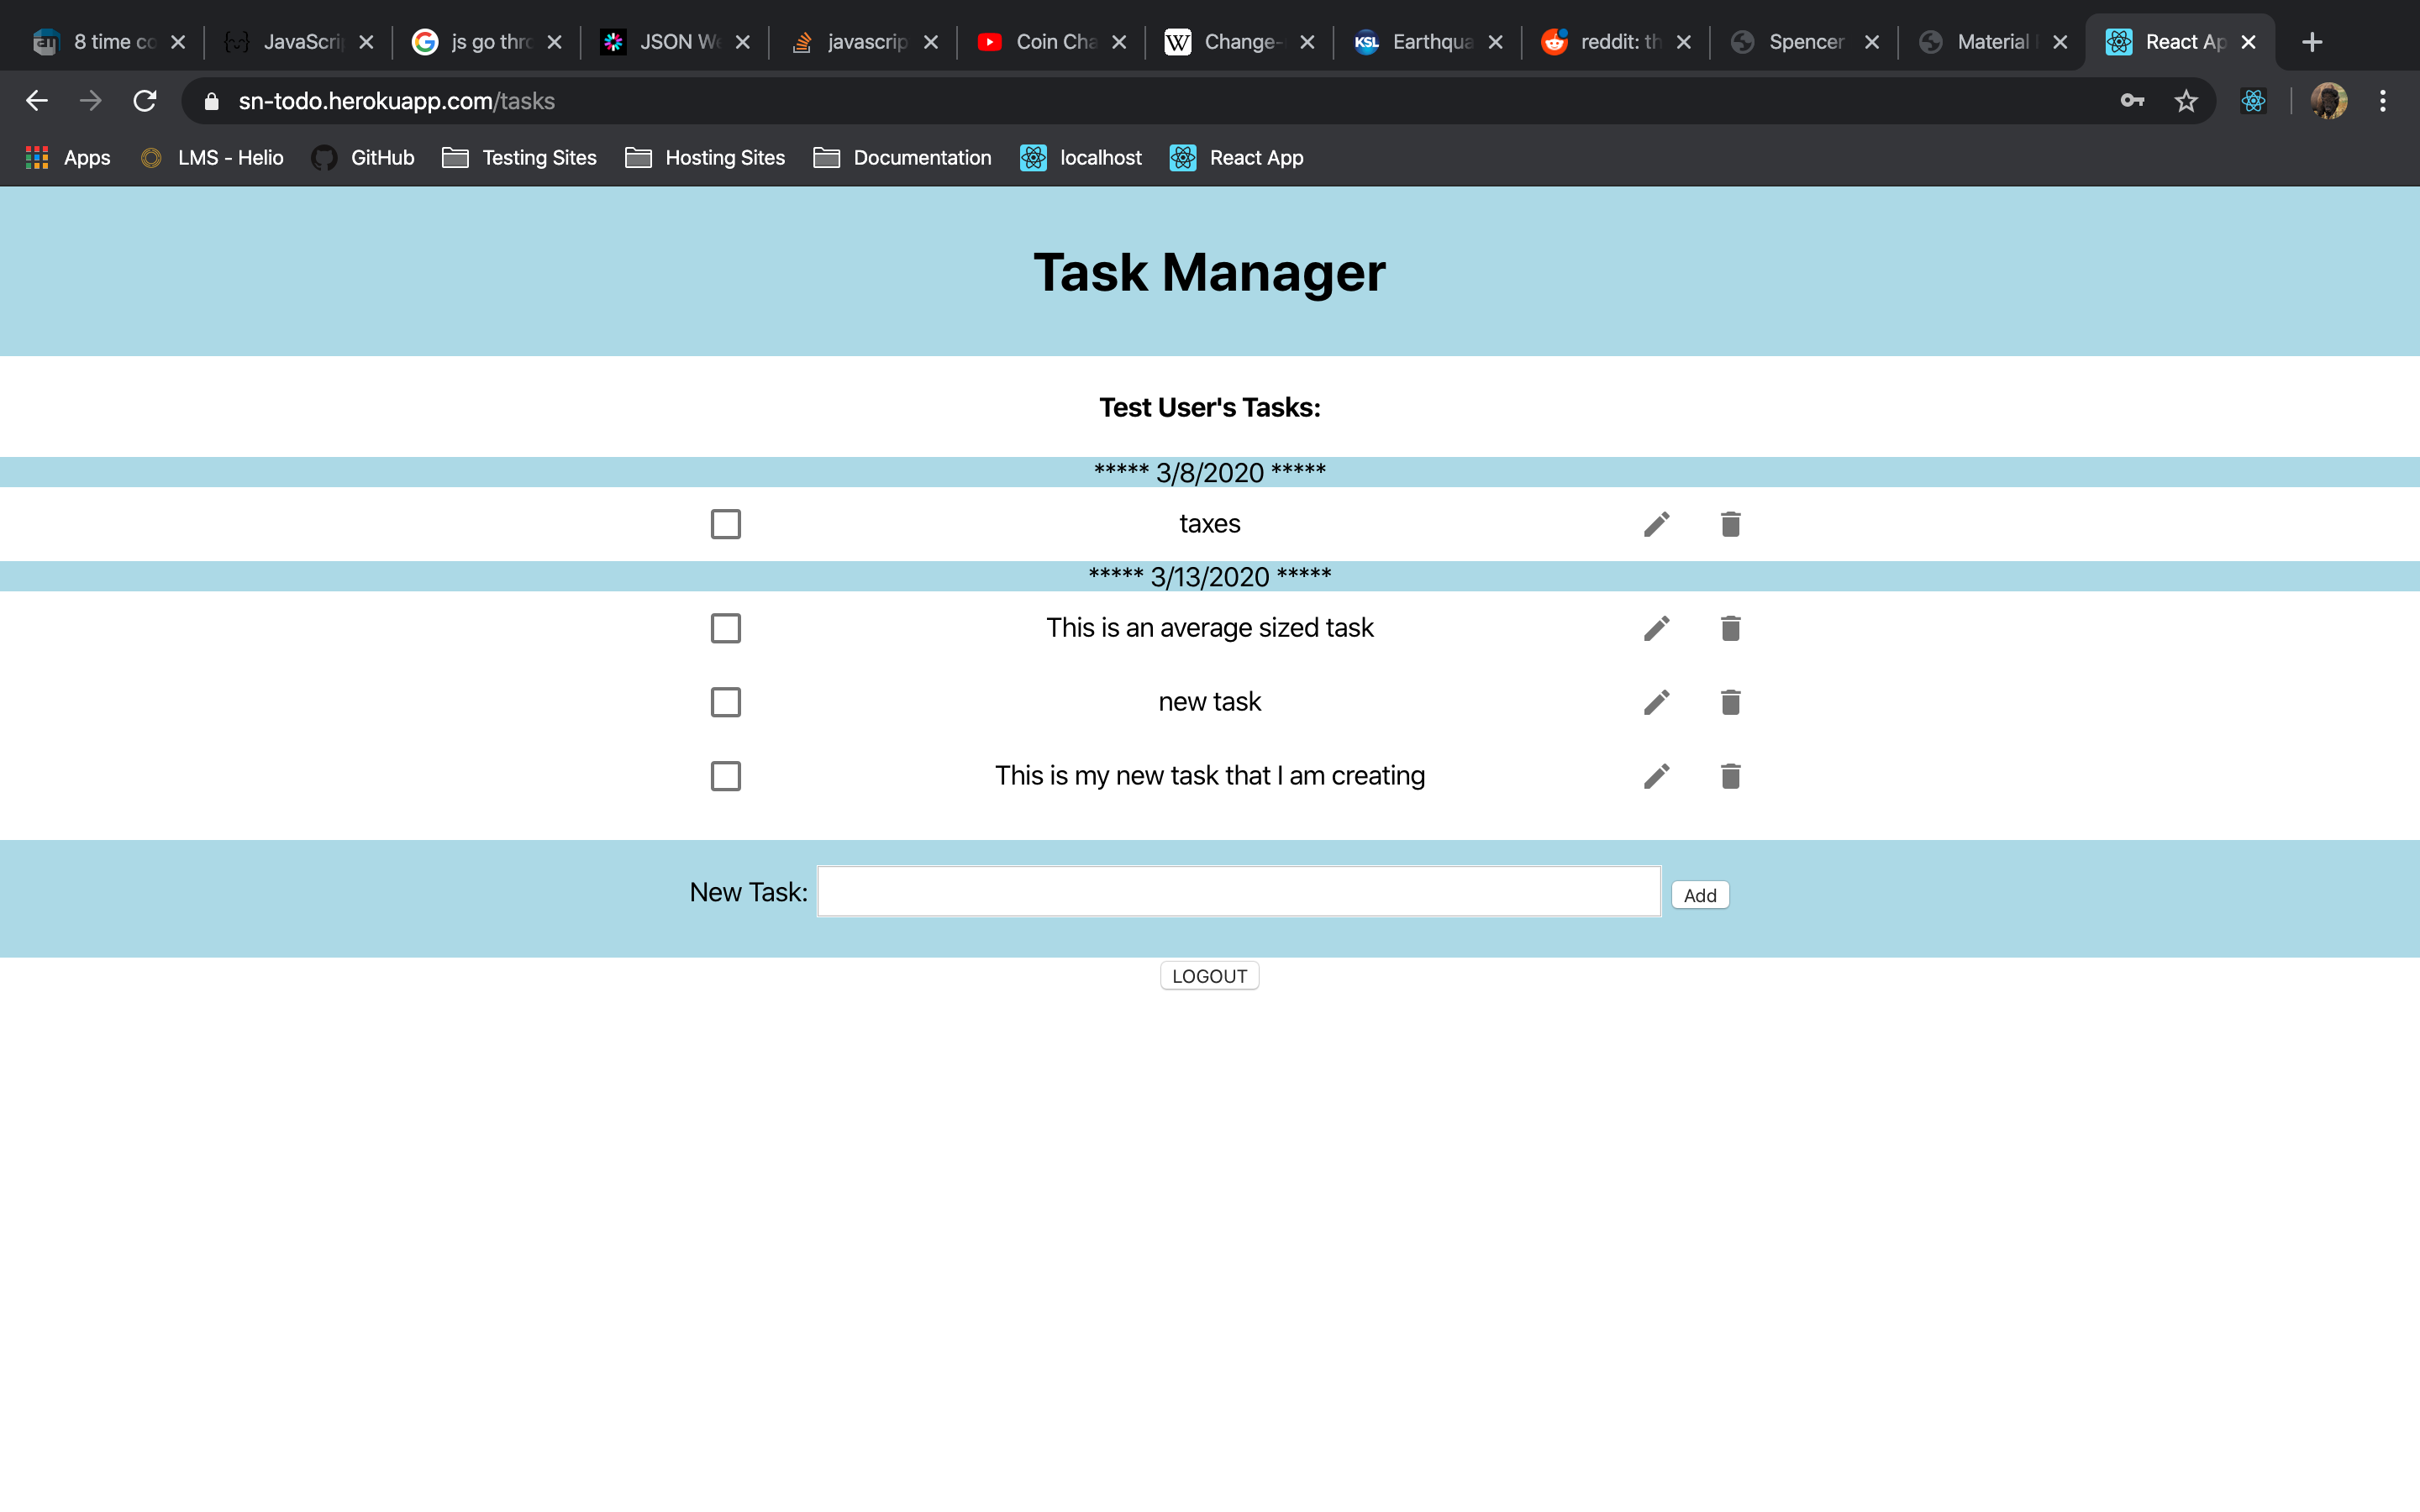 8 time co
JavaScrip
js go thro
JSON We
javascrip
Coin Cha
Change-
KSL Earthqua
reddit: th
Spencer
Material
React Ap
sn-todo.herokuapp.com/tasks
Apps LMS - Helio GitHub Testing Sites Hosting Sites Documentation localhost React App
Task Manager
Test User's Tasks:
***** 3/8/2020 *****
taxes
***** 3/13/2020 *****
This is an average sized task
new task
This is my new task that I am creating
New Task: Add
LOGOUT